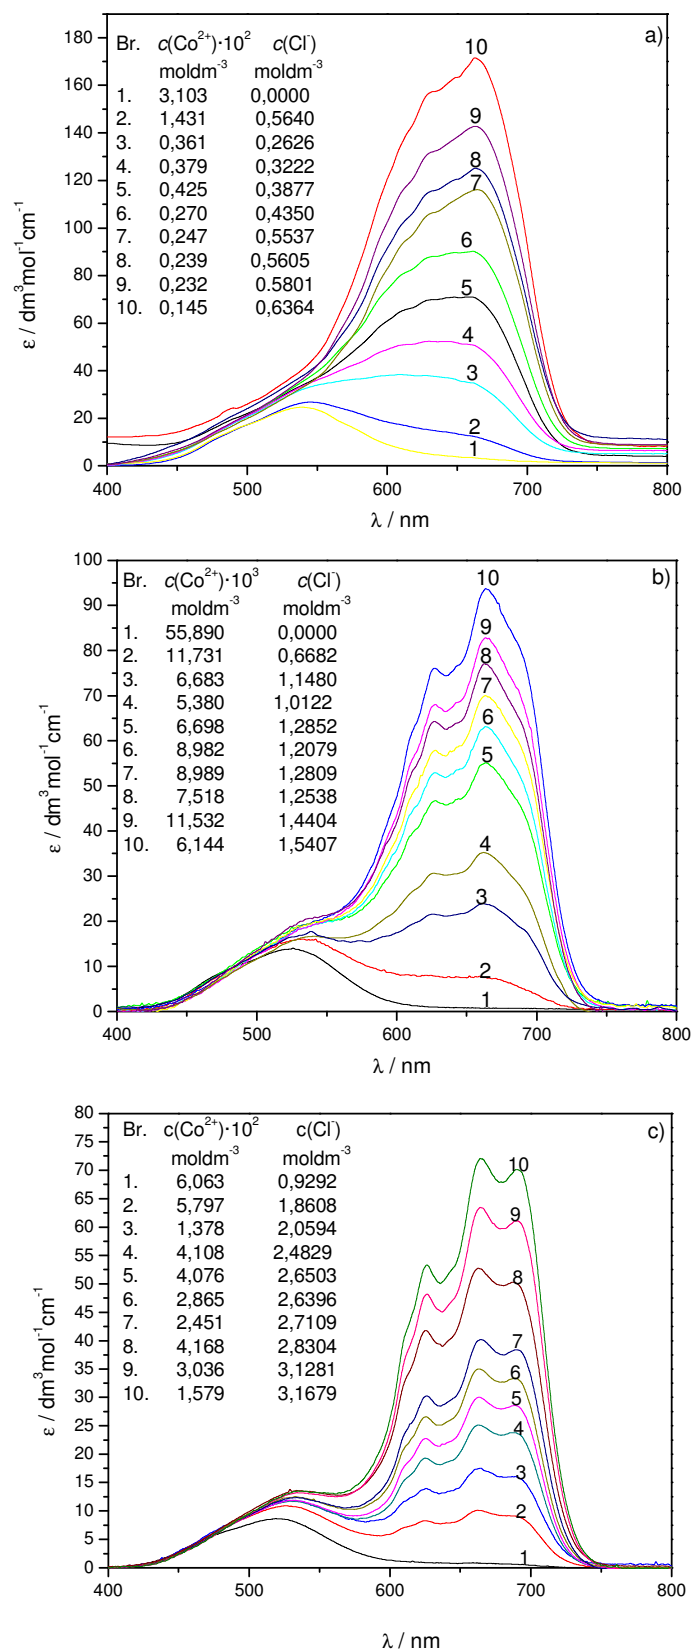 a)
Br. c(Co²⁺)·10² c(Cl⁻)
moldm⁻³ moldm⁻³
1. 3,103 0,0000
2. 1,431 0,5640
3. 0,361 0,2626
4. 0,379 0,3222
5. 0,425 0,3877
6. 0,270 0,4350
7. 0,247 0,5537
8. 0,239 0,5605
9. 0,232 0,5801
10. 0,145 0,6364
10
9
8
7
6
5
4
3
2
1
180
160
140
120
100
80
60
40
20
0
ε / dm³mol⁻¹cm⁻¹
400 500 600 700 800
λ / nm
b)
Br. c(Co²⁺)·10³ c(Cl⁻)
moldm⁻³ moldm⁻³
1. 55,890 0,0000
2. 11,731 0,6682
3. 6,683 1,1480
4. 5,380 1,0122
5. 6,698 1,2852
6. 8,982 1,2079
7. 8,989 1,2809
8. 7,518 1,2538
9. 11,532 1,4404
10. 6,144 1,5407
10
9
8
7
6
5
4
3
2
1
100
90
80
70
60
50
40
30
20
10
0
ε / dm³mol⁻¹cm⁻¹
400 500 600 700 800
λ / nm
c)
Br. c(Co²⁺)·10² c(Cl⁻)
moldm⁻³ moldm⁻³
1. 6,063 0,9292
2. 5,797 1,8608
3. 1,378 2,0594
4. 4,108 2,4829
5. 4,076 2,6503
6. 2,865 2,6396
7. 2,451 2,7109
8. 4,168 2,8304
9. 3,036 3,1281
10. 1,579 3,1679
10
9
8
7
6
5
4
3
2
1
80
75
70
65
60
55
50
45
40
35
30
25
20
15
10
5
0
ε / dm³mol⁻¹cm⁻¹
400 500 600 700 800
λ / nm